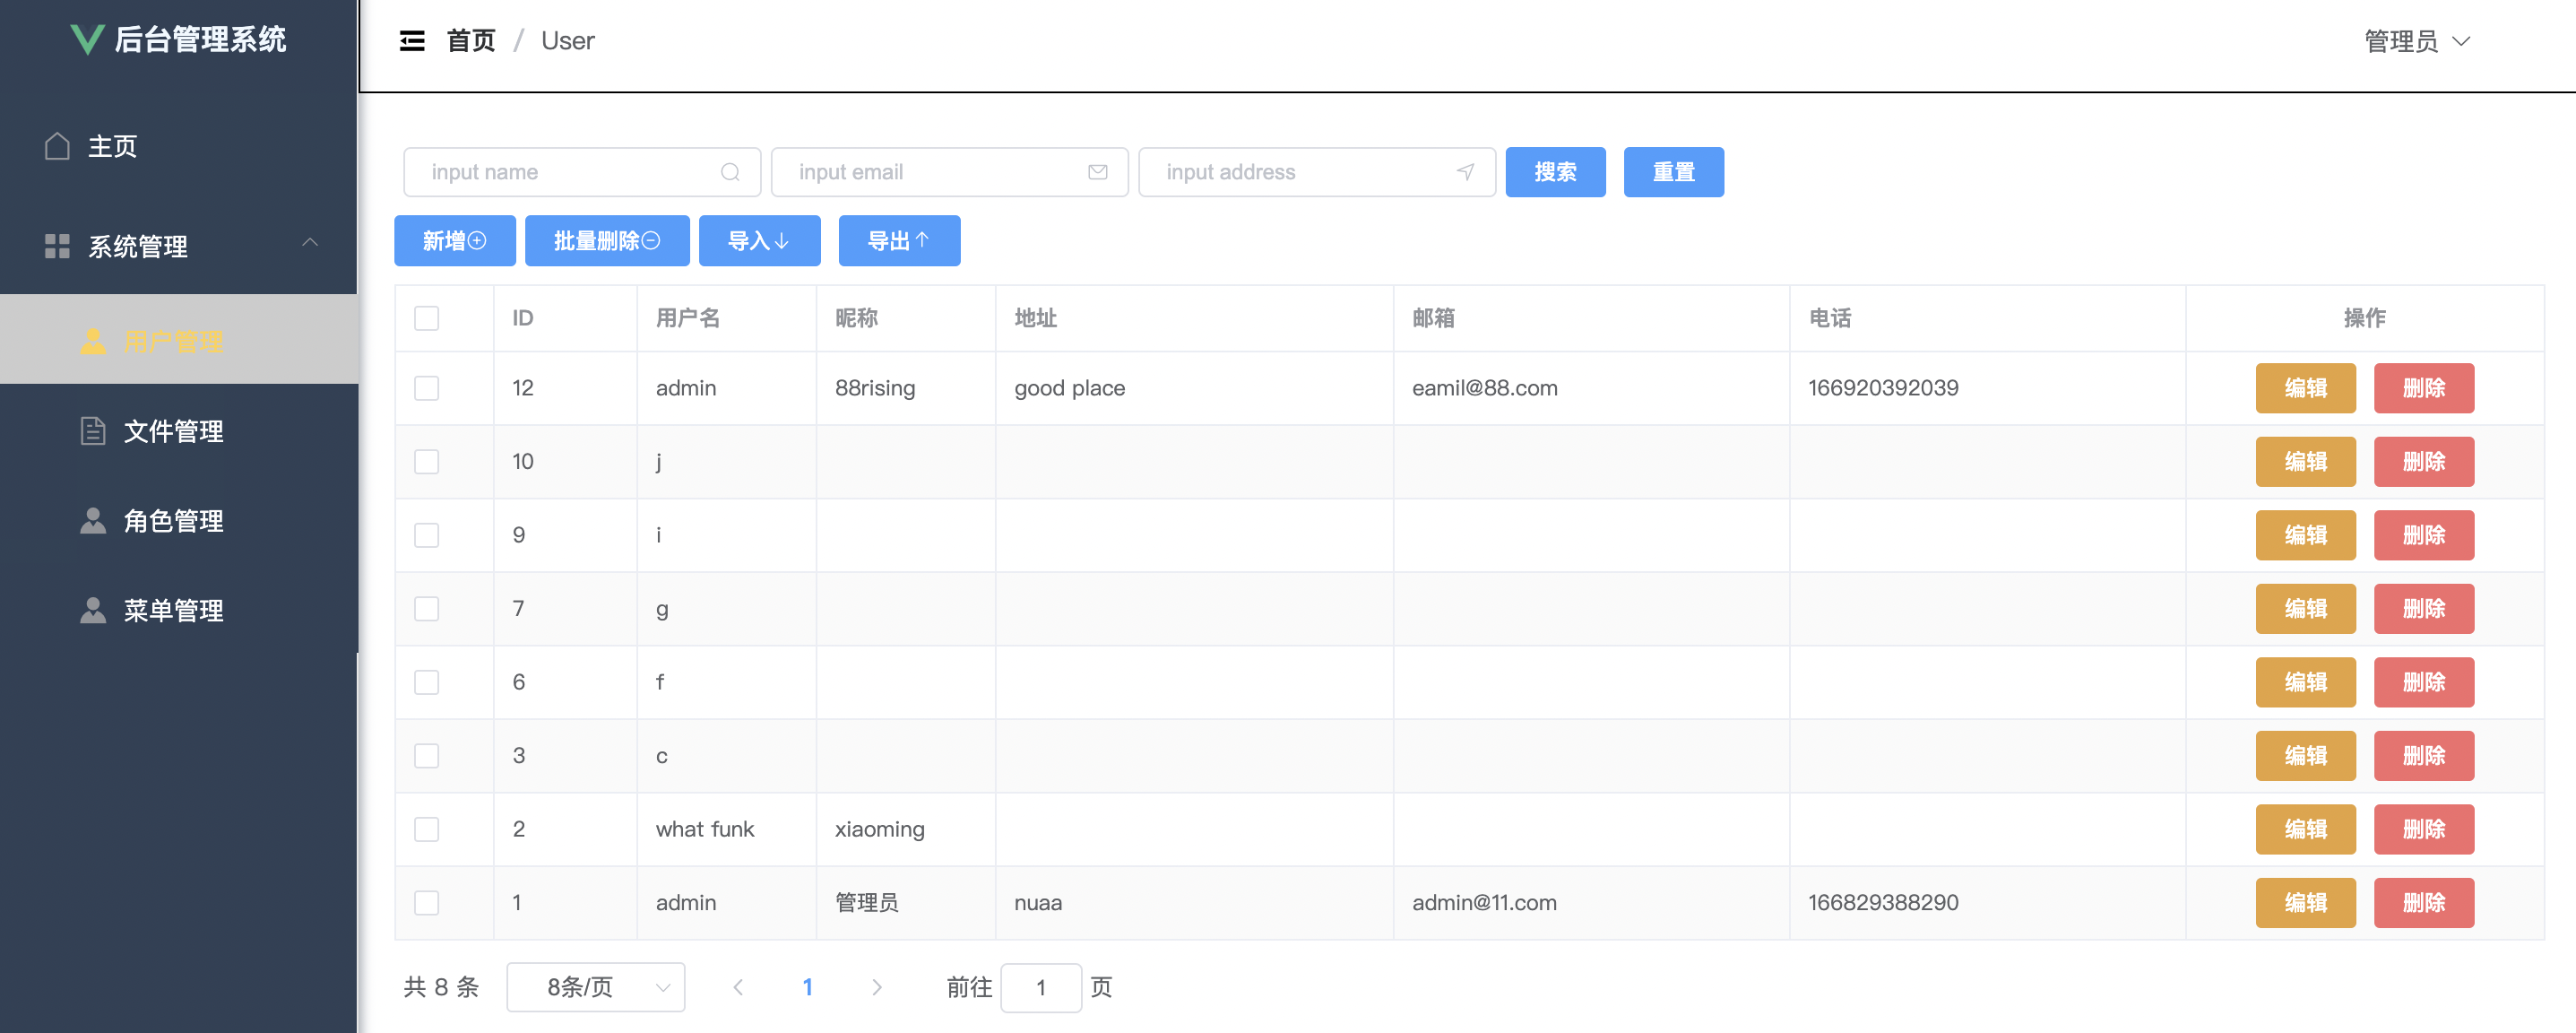 后台管理系统
首页 / User
管理员
主页
系统管理
用户管理
文件管理
角色管理
菜单管理
input name input email input address 搜索 重置
新增 批量删除 导入 导出
ID 用户名 昵称 地址 邮箱 电话 操作
12 admin 88rising good place eamil@88.com 166920392039 编辑 删除
10 j 编辑 删除
9 i 编辑 删除
7 g 编辑 删除
6 f 编辑 删除
3 c 编辑 删除
2 what funk xiaoming 编辑 删除
1 admin 管理员 nuaa admin@11.com 166829388290 编辑 删除
共 8 条 8条/页 1 前往 1 页